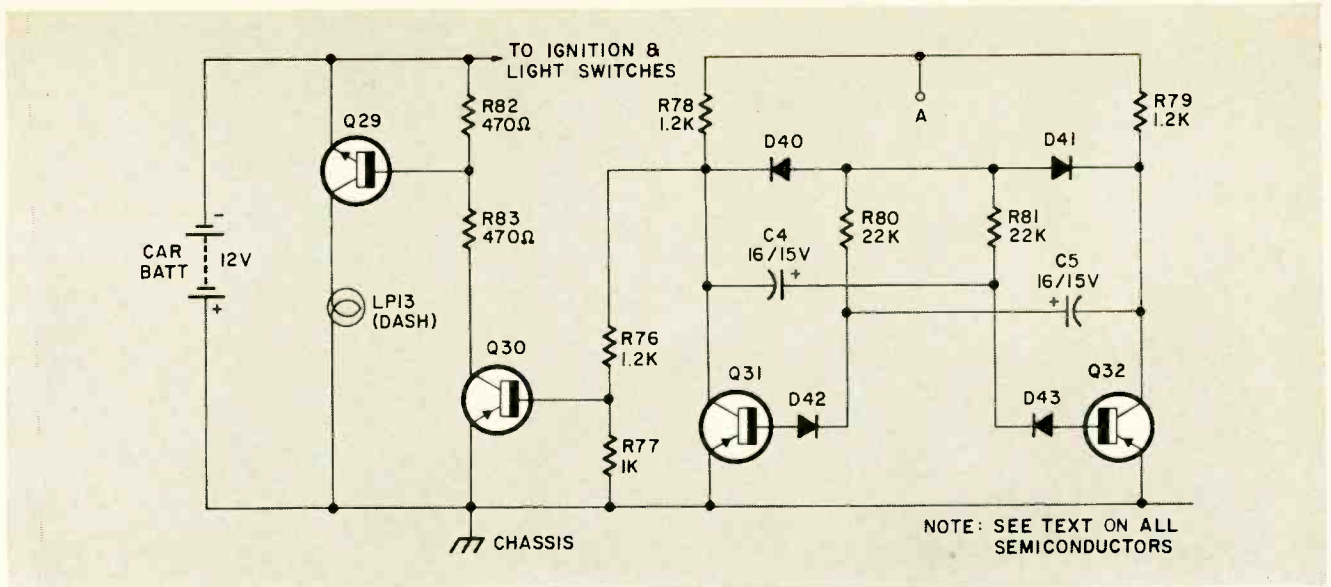 TO IGNITION &
LIGHT SWITCHES
R82
470Ω
Q29
R83
470Ω
CAR
BATT
12V
-
+
LP13
(DASH)
Q30
R76
1.2K
R77
1K
CHASSIS
R78
1.2K
A
R79
1.2K
D40
D41
R80
22K
R81
22K
C4
16/15V
+
C5
16/15V
+
Q31
D42
D43
Q32
NOTE: SEE TEXT ON ALL
SEMICONDUCTORS